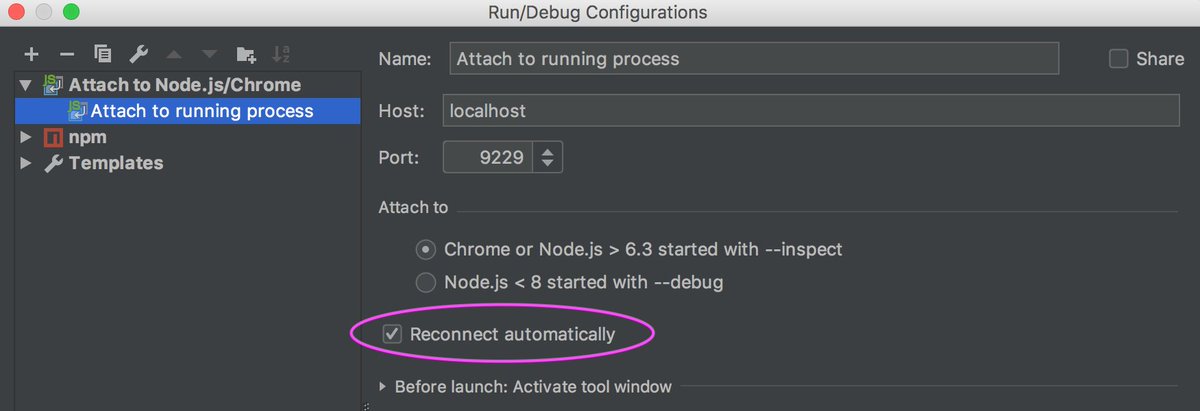 Run/Debug Configurations
Name: Attach to running process Share
Attach to Node.js/Chrome
Attach to running process
Host: localhost
npm
Port: 9229
Templates
Attach to
Chrome or Node.js > 6.3 started with --inspect
Node.js < 8 started with --debug
Reconnect automatically
Before launch: Activate tool window